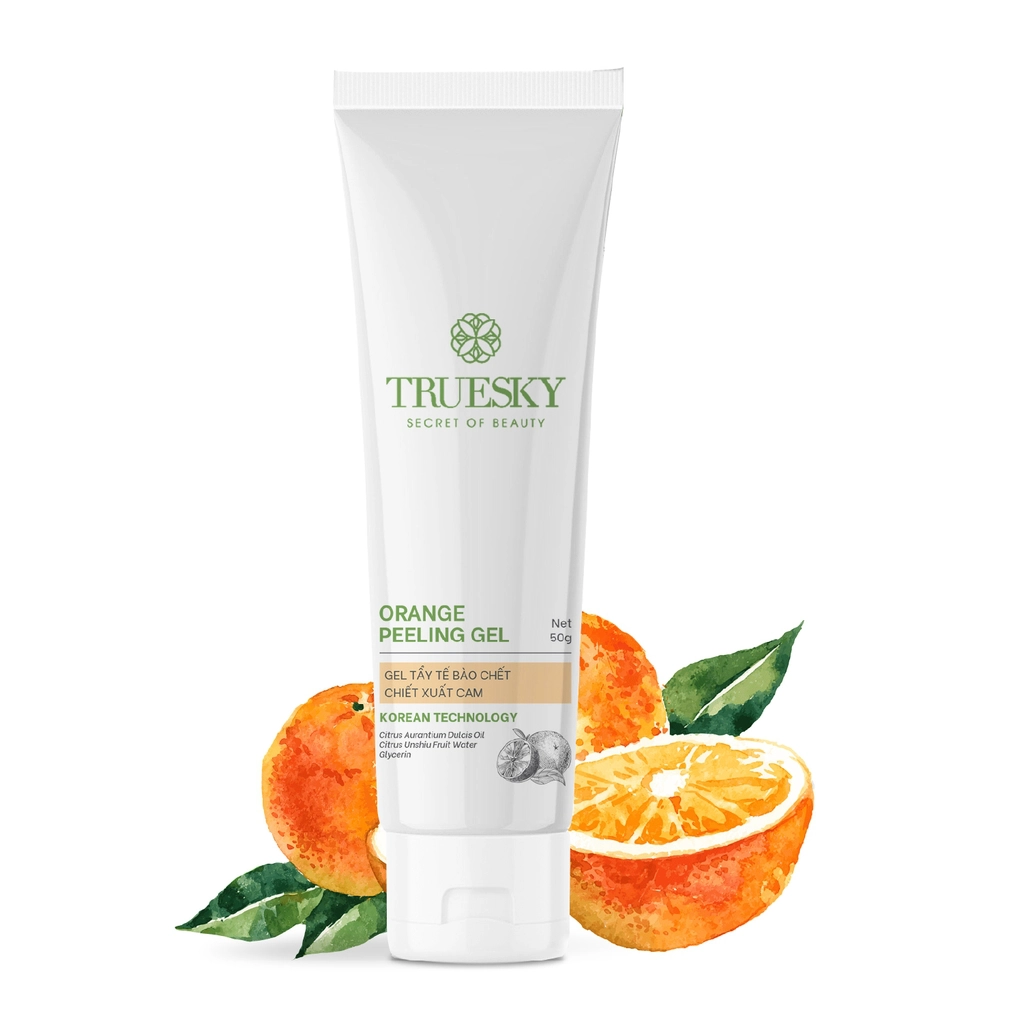 TRUESKY
SECRET OF BEAUTY
ORANGE
PEELING GEL
Net
50g
GEL TẨY TẾ BÀO CHẾT
CHIẾT XUẤT CAM
KOREAN TECHNOLOGY
Citrus Aurantium Dulcis Oil
Citrus Unshiu Fruit Water
Glycerin